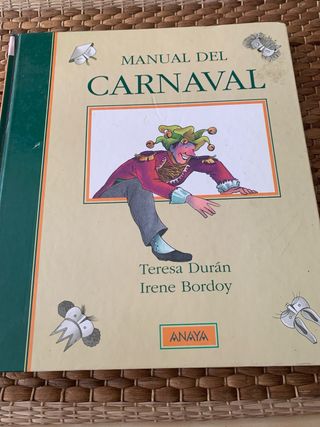 MANUAL DEL
CARNAVAL
Teresa Durán
Irene Bordoy
ANAYA